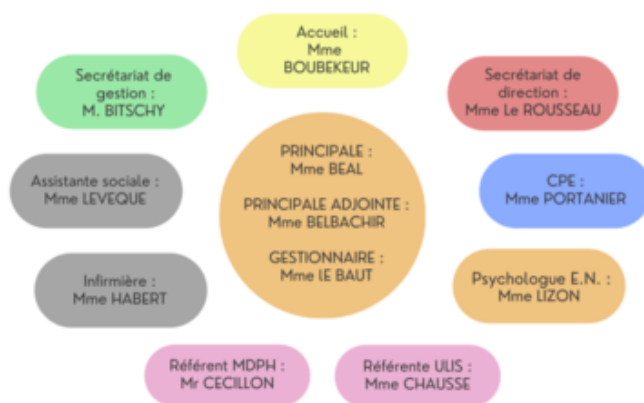 Accueil :
Mme
BOUBEKEUR
Secrétariat de
gestion :
M. BITSCHY
Secrétariat de
direction :
Mme Le ROUSSEAU
PRINCIPALE :
Mme BEAL
PRINCIPALE ADJOINTE :
Mme BELBACHIR
GESTIONNAIRE :
Mme lE BAUT
Assistante sociale :
Mme LEVEQUE
CPE :
Mme PORTANIER
Infirmière :
Mme HABERT
Psychologue E.N. :
Mme LIZON
Référent MDPH :
Mr CECILLON
Référente ULIS :
Mme CHAUSSE